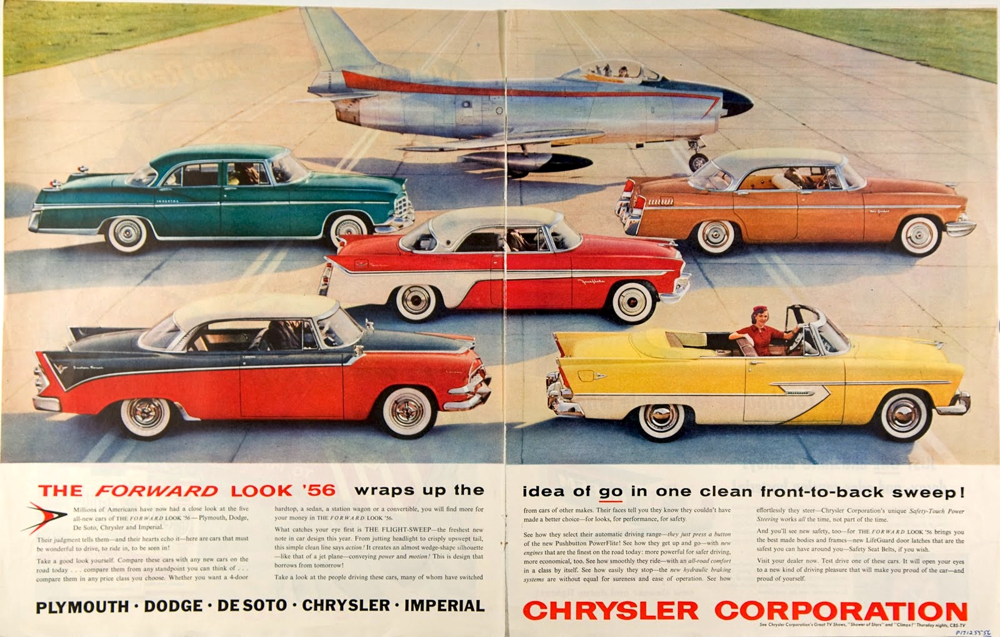 IMPERIAL
New Yorker
Fireflite
Custom Royal
THE FORWARD LOOK '56 wraps up the
idea of go in one clean front-to-back sweep!
Millions of Americans have now had a close look at the five
all-new cars of THE FORWARD LOOK '56—Plymouth, Dodge,
De Soto, Chrysler and Imperial.
Their judgment tells them—and their hearts echo it—here are cars that must
be wonderful to drive, to ride in, to be seen in!
Take a good look yourself. Compare these cars with any new cars on the
road today . . . compare them from any standpoint you can think of . . .
compare them in any price class you choose. Whether you want a 4-door
hardtop, a sedan, a station wagon or a convertible, you will find more for
your money in THE FORWARD LOOK '56.
What catches your eye first is THE FLIGHT-SWEEP—the freshest new
note in car design this year. From jutting headlight to crisply upswept tail,
this simple clean line says action! It creates an almost wedge-shape silhouette
—like that of a jet plane—conveying power and motion! This is design that
borrows from tomorrow!
Take a look at the people driving these cars, many of whom have switched
from cars of other makes. Their faces tell you they know they couldn't have
made a better choice—for looks, for performance, for safety.
See how they select their automatic driving range—they just press a button
of the new Pushbutton PowerFlite! See how they get up and go—with new
engines that are the finest on the road today: more powerful for safer driving,
more economical, too. See how smoothly they ride—with an all-road comfort
in a class by itself. See how easily they stop—the new hydraulic braking
systems are without equal for sureness and ease of operation. See how
effortlessly they steer—Chrysler Corporation's unique Safety-Touch Power
Steering works all the time, not part of the time.
And you'll see new safety, too—for THE FORWARD LOOK '56 brings you
the best made bodies and frames—new LifeGuard door latches that are the
safest you can have around you—Safety Seat Belts, if you wish.
Visit your dealer now. Test drive one of these cars. It will open your eyes
to a new kind of driving pleasure that will make you proud of the car—and
proud of yourself.
PLYMOUTH · DODGE · DE SOTO · CHRYSLER · IMPERIAL
CHRYSLER CORPORATION
See Chrysler Corporation's Great TV Shows, "Shower of Stars" and "Climax!" Thursday nights, CBS-TV